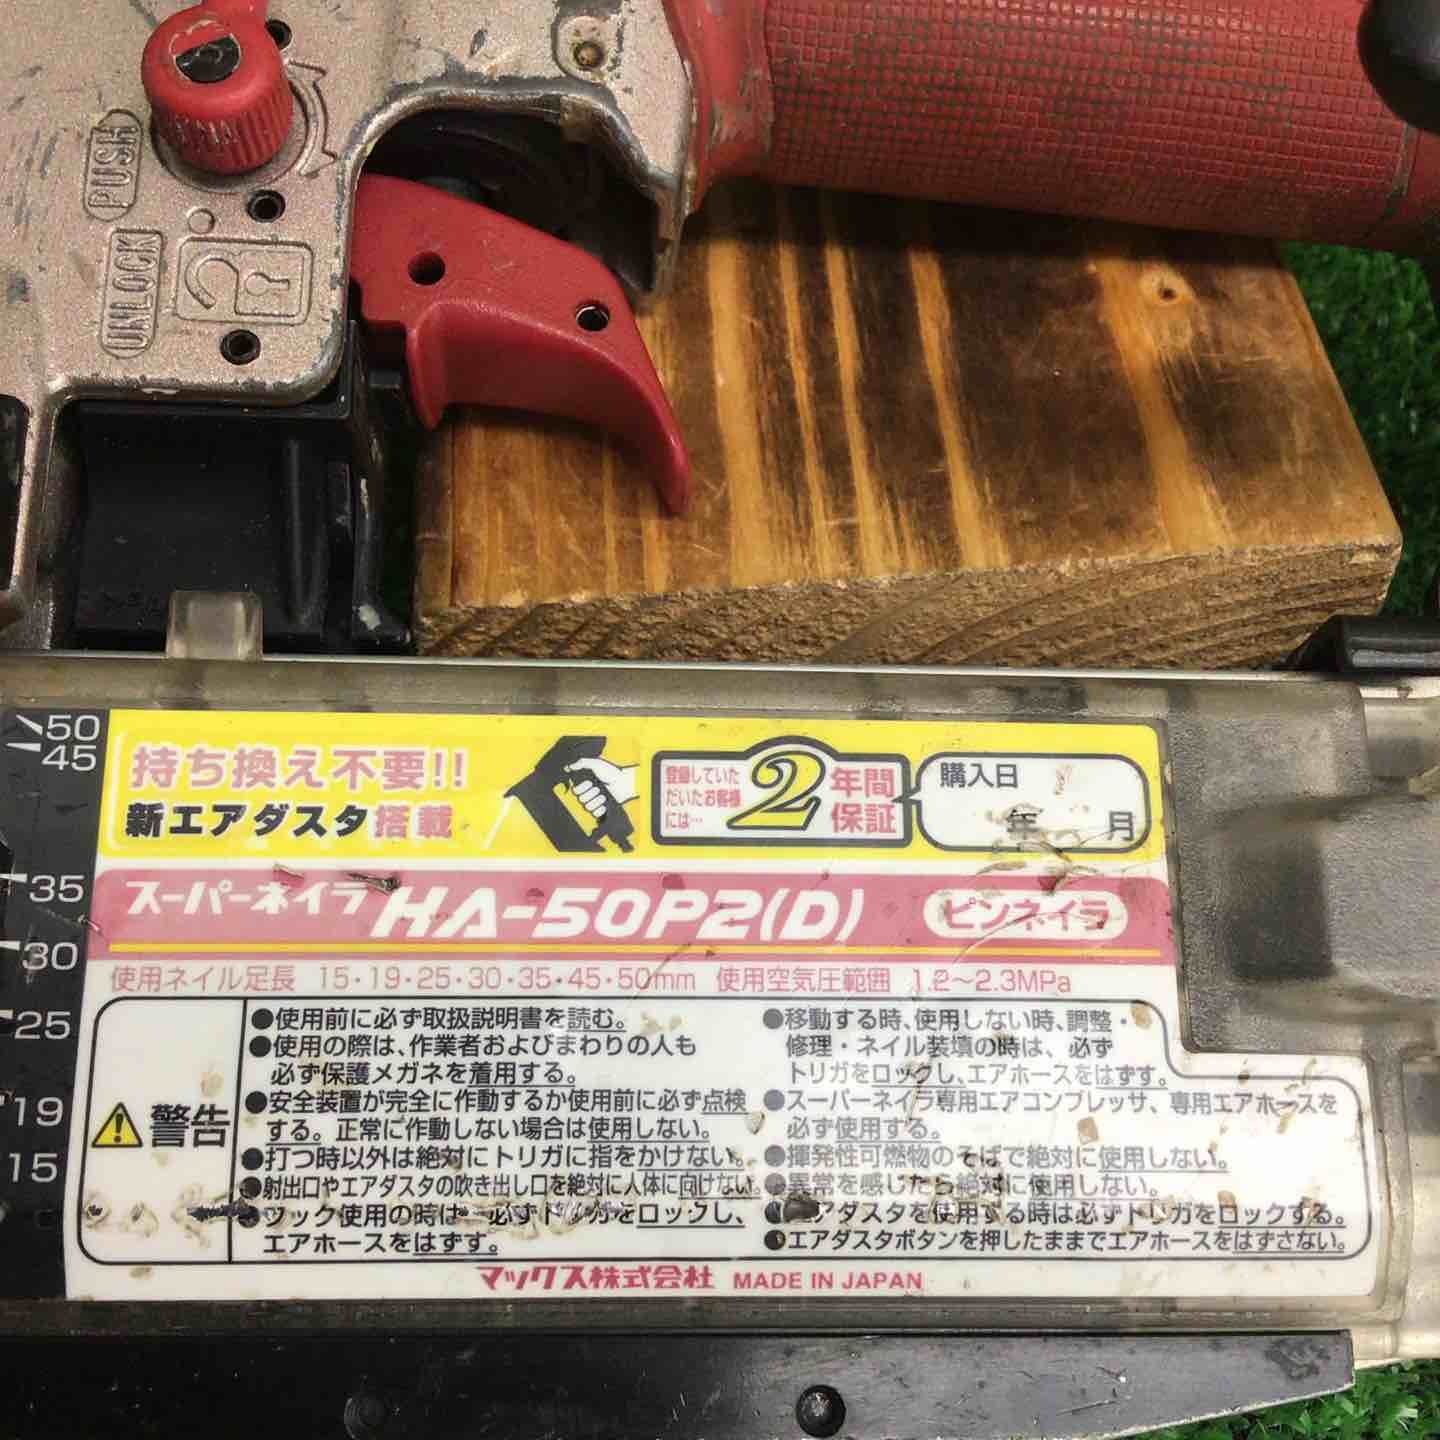 PUSH
UNLOCK
50
45
35
30
25
19
15
持ち換え不要!!
新エアダスタ搭載
登録していた
だいたお客様
には…
2年間
保証
購入日
年 月
スーパーネイラ HA-50P2(D) ピンネイラ
使用ネイル足長 15・19・25・30・35・45・50mm 使用空気圧範囲 1.2〜2.3MPa
警告
●使用前に必ず取扱説明書を読む。
●使用の際は、作業者およびまわりの人も
必ず保護メガネを着用する。
●安全装置が完全に作動するか使用前に必ず点検
する。正常に作動しない場合は使用しない。
●打つ時以外は絶対にトリガに指をかけない。
●射出口やエアダスタの吹き出し口を絶対に人体に向けない。
●フック使用の時は 必ずトリガをロックし、
エアホースをはずす。
●移動する時、使用しない時、調整・
修理・ネイル装填の時は、必ず
トリガをロックし、エアホースをはずす。
●スーパーネイラ専用エアコンプレッサ、専用エアホースを
必ず使用する。
●揮発性可燃物のそばで絶対に使用しない。
●異常を感じたら絶対に使用しない。
●エアダスタを使用する時は必ずトリガをロックする。
●エアダスタボタンを押したままでエアホースをはずさない。
マックス株式会社 MADE IN JAPAN